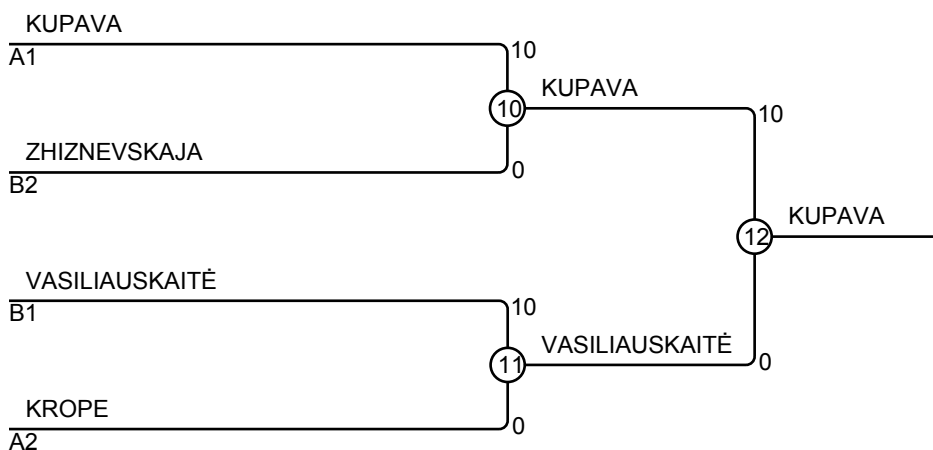 KUPAVA
A1
10
10
KUPAVA
10
ZHIZNEVSKAJA
B2
0
12
KUPAVA
VASILIAUSKAITĖ
B1
10
11
VASILIAUSKAITĖ
0
KROPE
A2
0